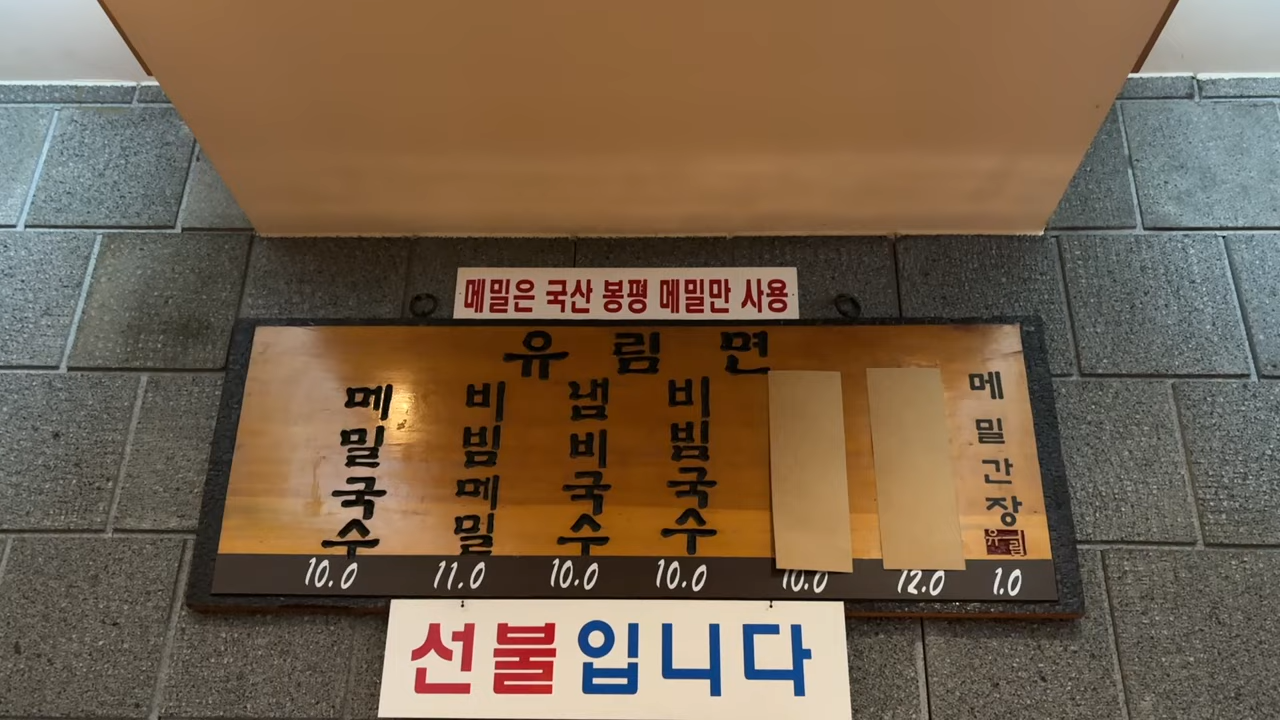 메밀은 국산 봉평 메밀만 사용
유림면
메밀국수
비빔메밀
냄비국수
비빔국수
메밀간장
유림
10.0 11.0 10.0 10.0 10.0 12.0 1.0
선불입니다